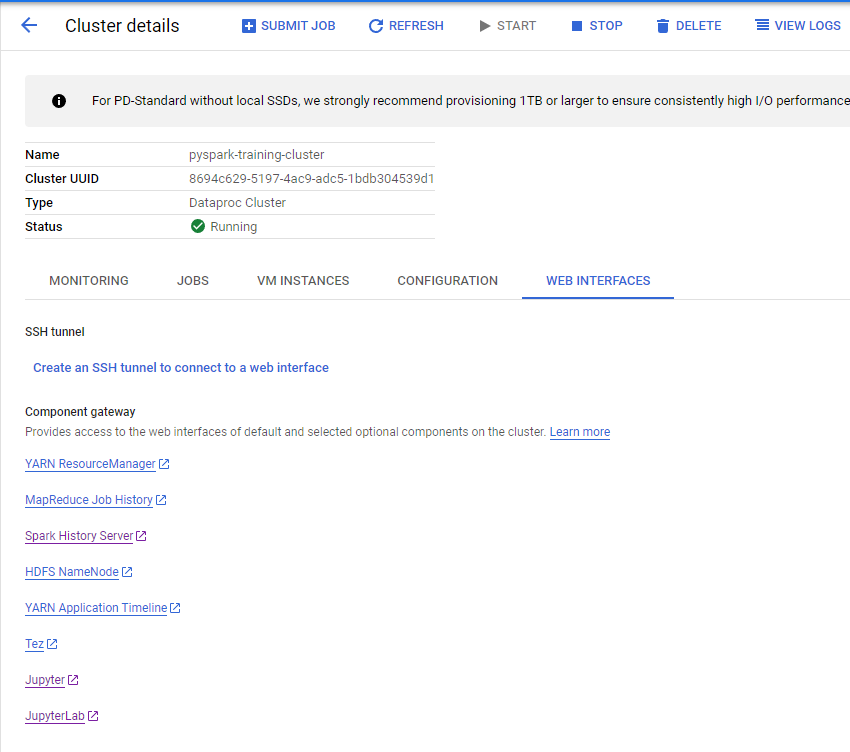 Cluster details
SUBMIT JOB
REFRESH
START
STOP
DELETE
VIEW LOGS
For PD-Standard without local SSDs, we strongly recommend provisioning 1TB or larger to ensure consistently high I/O performance
Name pyspark-training-cluster
Cluster UUID 8694c629-5197-4ac9-adc5-1bdb304539d1
Type Dataproc Cluster
Status Running
MONITORING JOBS VM INSTANCES CONFIGURATION WEB INTERFACES
SSH tunnel
Create an SSH tunnel to connect to a web interface
Component gateway
Provides access to the web interfaces of default and selected optional components on the cluster. Learn more
YARN ResourceManager
MapReduce Job History
Spark History Server
HDFS NameNode
YARN Application Timeline
Tez
Jupyter
JupyterLab